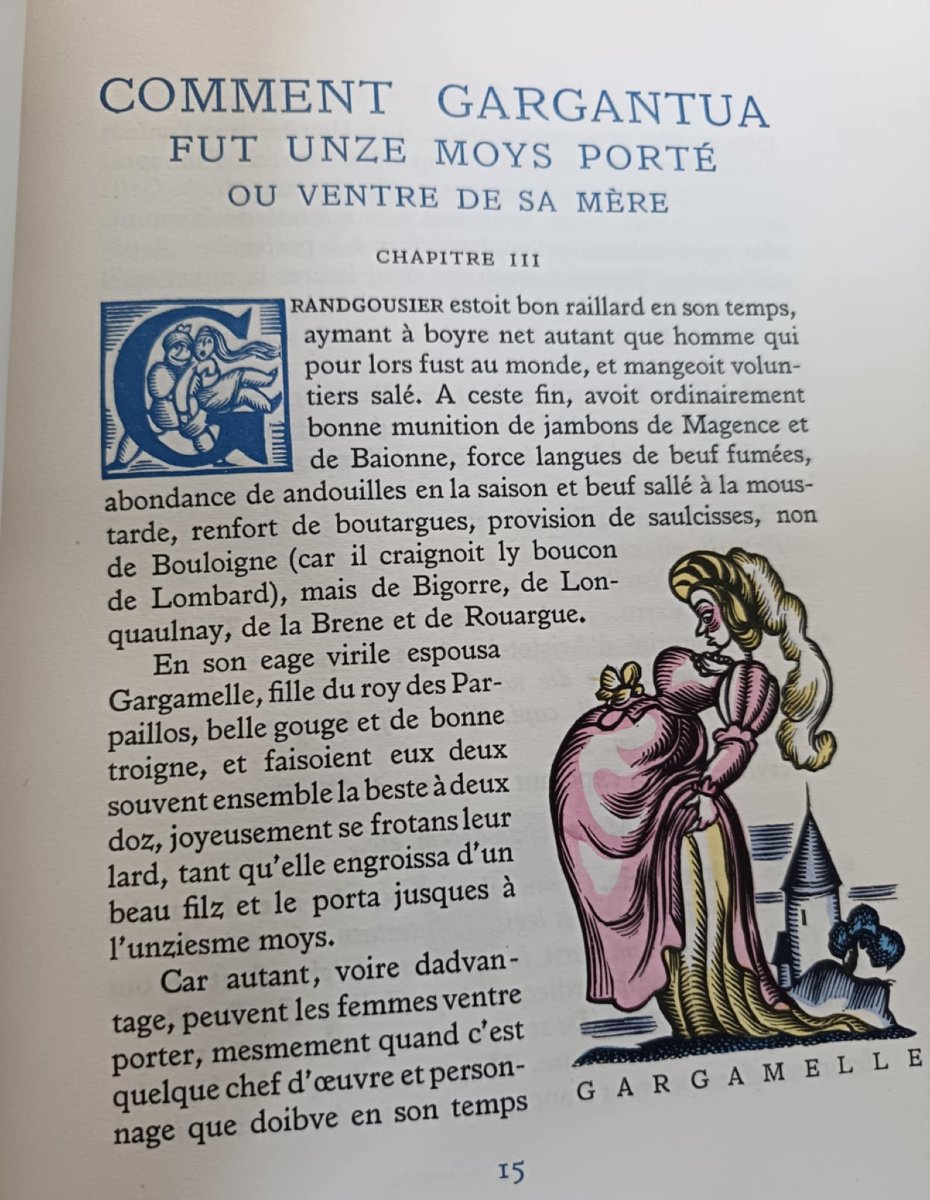 COMMENT GARGANTUA
FUT UNZE MOYS PORTÉ
OU VENTRE DE SA MÈRE
CHAPITRE III
GRANDGOUSIER estoit bon raillard en son temps,
aymant à boyre net autant que homme qui
pour lors fust au monde, et mangeoit volun-
tiers salé. A ceste fin, avoit ordinairement
bonne munition de jambons de Magence et
de Baionne, force langues de beuf fumées,
abondance de andouilles en la saison et beuf sallé à la mous-
tarde, renfort de boutargues, provision de saulcisses, non
de Bouloigne (car il craignoit ly boucon
de Lombard), mais de Bigorre, de Lon-
quaulnay, de la Brene et de Rouargue.
En son eage virile espousa
Gargamelle, fille du roy des Par-
paillos, belle gouge et de bonne
troigne, et faisoient eux deux
souvent ensemble la beste à deux
doz, joyeusement se frotans leur
lard, tant qu'elle engroissa d'un
beau filz et le porta jusques à
l'unziesme moys.
Car autant, voire dadvan-
tage, peuvent les femmes ventre
porter, mesmement quand c'est
quelque chef d'œuvre et person-
nage que doibve en son temps
GARGAMELLE
15